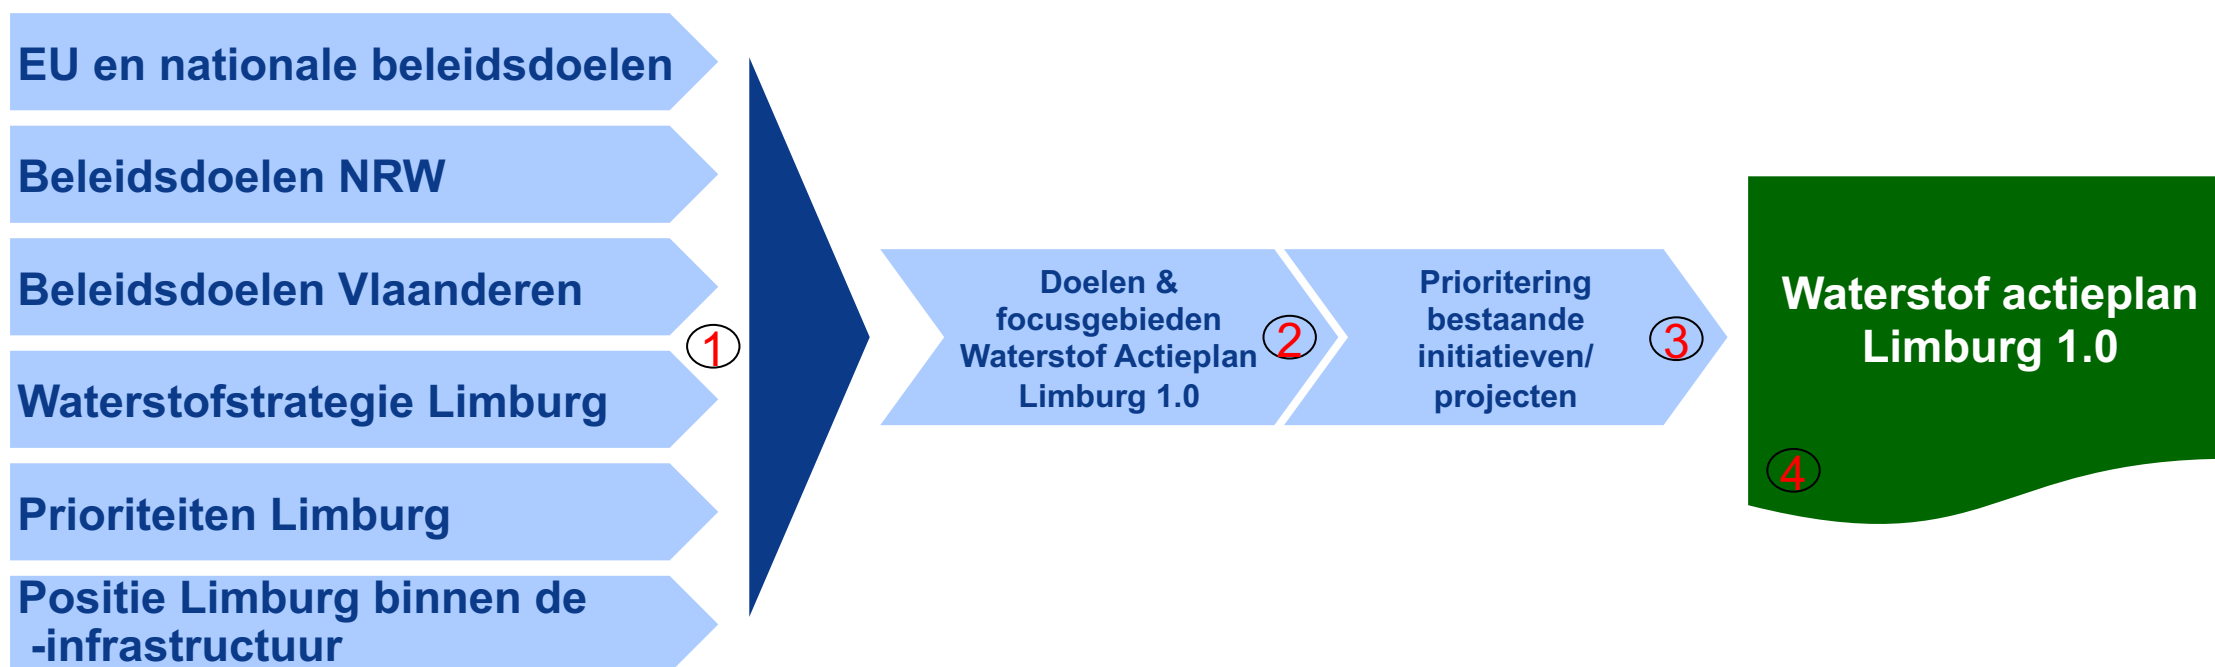 EU en nationale beleidsdoelen
Beleidsdoelen NRW
Beleidsdoelen Vlaanderen
Waterstofstrategie Limburg
Prioriteiten Limburg
Positie Limburg binnen de
-infrastructuur
1
Doelen &
focusgebieden
Waterstof Actieplan
Limburg 1.0
2
Prioritering
bestaande
initiatieven/
projecten
3
Waterstof actieplan
Limburg 1.0
4